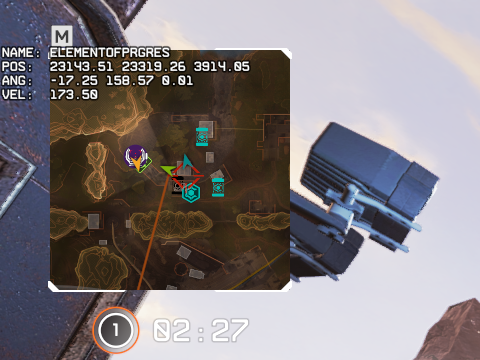 M
NAME: ELEMENTOFPRGRES
POS: 23143.51 23319.26 3914.05
ANG: -17.25 158.57 0.01
VEL: 173.50
1 02:27